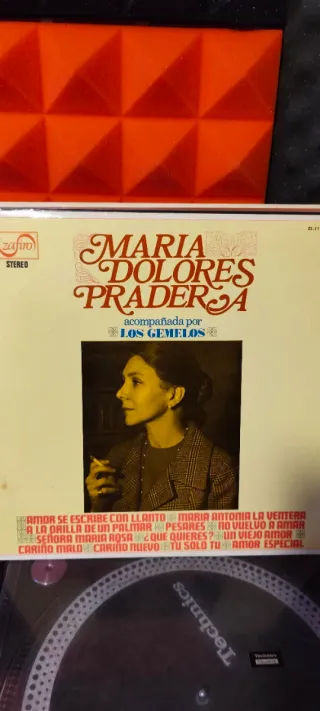 zafiro
STEREO
MARIA
DOLORES
PRADERA
acompañada por
LOS GEMELOS
AMOR SE ESCRIBE CON LLANTO MARIA ANTONIA LA VENTERA
A LA ORILLA DE UN PALMAR PESARES NO VUELVO A AMAR
SEÑORA MARIA ROSA ¿QUE QUIERES? UN VIEJO AMOR
CARIÑO MALO CARIÑO NUEVO TU SOLO TU AMOR ESPECIAL
Technics